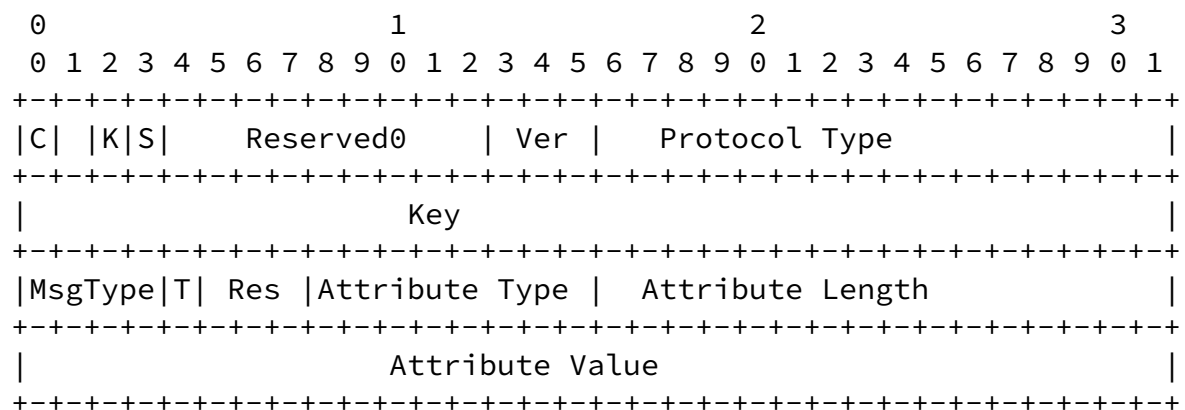 0                   1                   2                   3
 0 1 2 3 4 5 6 7 8 9 0 1 2 3 4 5 6 7 8 9 0 1 2 3 4 5 6 7 8 9 0 1
+-+-+-+-+-+-+-+-+-+-+-+-+-+-+-+-+-+-+-+-+-+-+-+-+-+-+-+-+-+-+-+-+
|C| |K|S|    Reserved0    | Ver |   Protocol Type               |
+-+-+-+-+-+-+-+-+-+-+-+-+-+-+-+-+-+-+-+-+-+-+-+-+-+-+-+-+-+-+-+-+
|                     Key                                       |
+-+-+-+-+-+-+-+-+-+-+-+-+-+-+-+-+-+-+-+-+-+-+-+-+-+-+-+-+-+-+-+-+
|MsgType|T| Res |Attribute Type |  Attribute Length             |
+-+-+-+-+-+-+-+-+-+-+-+-+-+-+-+-+-+-+-+-+-+-+-+-+-+-+-+-+-+-+-+-+
|                    Attribute Value                            |
+-+-+-+-+-+-+-+-+-+-+-+-+-+-+-+-+-+-+-+-+-+-+-+-+-+-+-+-+-+-+-+-+